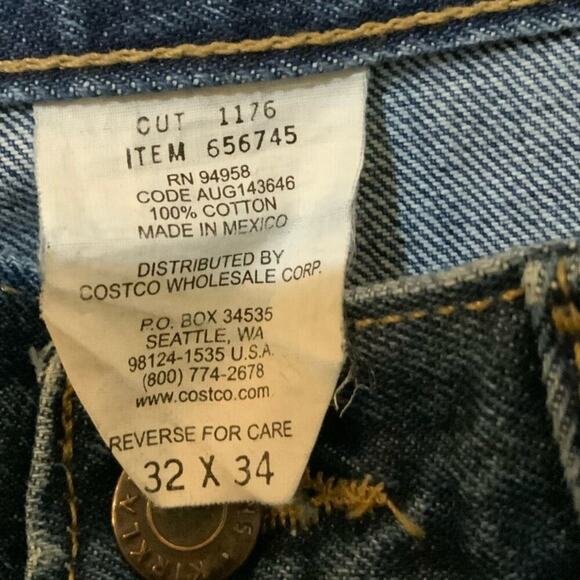 CUT 1176
ITEM 656745
RN 94958
CODE AUG143646
100% COTTON
MADE IN MEXICO
DISTRIBUTED BY
COSTCO WHOLESALE CORP.
P.O. BOX 34535
SEATTLE, WA
98124-1535 U.S.A.
(800) 774-2678
www.costco.com
REVERSE FOR CARE
32 X 34